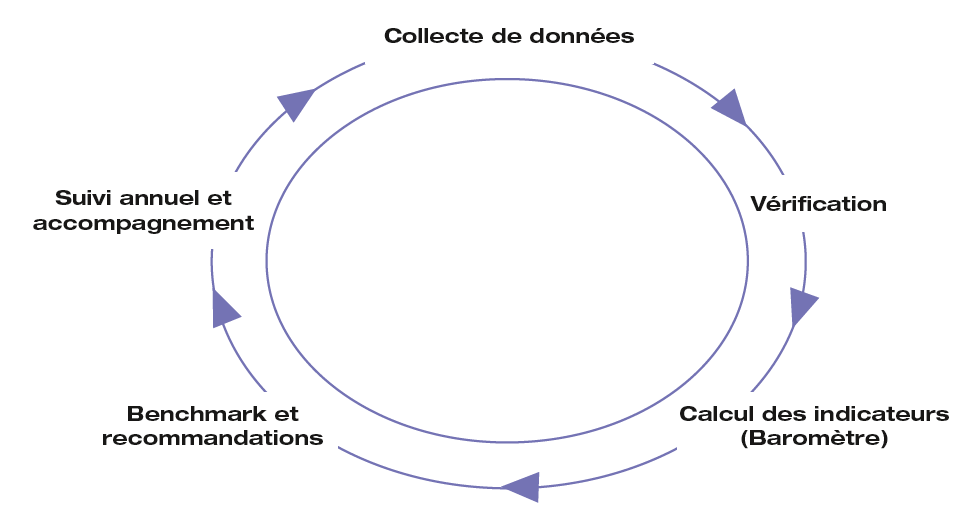 Collecte de données
Vérification
Calcul des indicateurs
(Baromètre)
Benchmark et
recommandations
Suivi annuel et
accompagnement